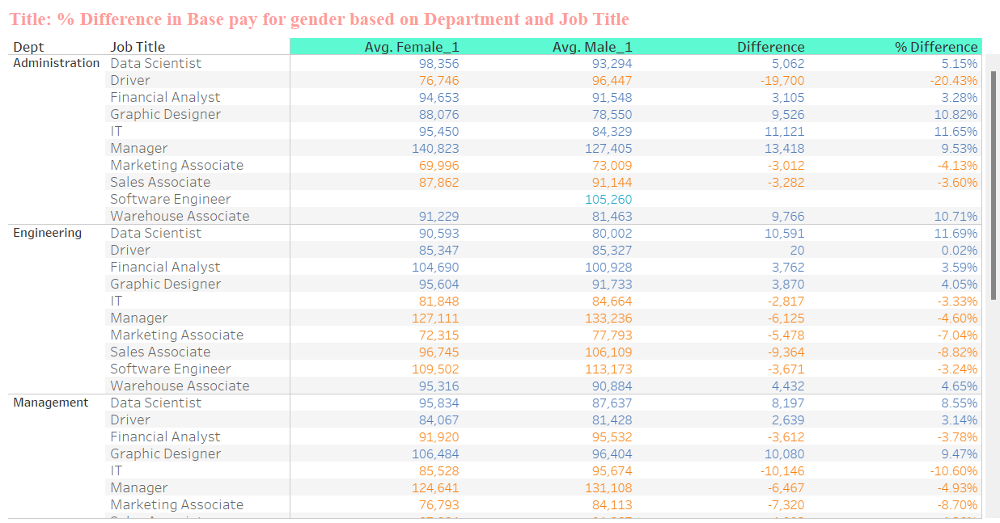 Title: % Difference in Base pay for gender based on Department and Job Title
Dept Job Title Avg. Female_1 Avg. Male_1 Difference % Difference
Administration Data Scientist 98,356 93,294 5,062 5.15%
Driver 76,746 96,447 -19,700 -20.43%
Financial Analyst 94,653 91,548 3,105 3.28%
Graphic Designer 88,076 78,550 9,526 10.82%
IT 95,450 84,329 11,121 11.65%
Manager 140,823 127,405 13,418 9.53%
Marketing Associate 69,996 73,009 -3,012 -4.13%
Sales Associate 87,862 91,144 -3,282 -3.60%
Software Engineer 105,260
Warehouse Associate 91,229 81,463 9,766 10.71%
Engineering Data Scientist 90,593 80,002 10,591 11.69%
Driver 85,347 85,327 20 0.02%
Financial Analyst 104,690 100,928 3,762 3.59%
Graphic Designer 95,604 91,733 3,870 4.05%
IT 81,848 84,664 -2,817 -3.33%
Manager 127,111 133,236 -6,125 -4.60%
Marketing Associate 72,315 77,793 -5,478 -7.04%
Sales Associate 96,745 106,109 -9,364 -8.82%
Software Engineer 109,502 113,173 -3,671 -3.24%
Warehouse Associate 95,316 90,884 4,432 4.65%
Management Data Scientist 95,834 87,637 8,197 8.55%
Driver 84,067 81,428 2,639 3.14%
Financial Analyst 91,920 95,532 -3,612 -3.78%
Graphic Designer 106,484 96,404 10,080 9.47%
IT 85,528 95,674 -10,146 -10.60%
Manager 124,641 131,108 -6,467 -4.93%
Marketing Associate 76,793 84,113 -7,320 -8.70%